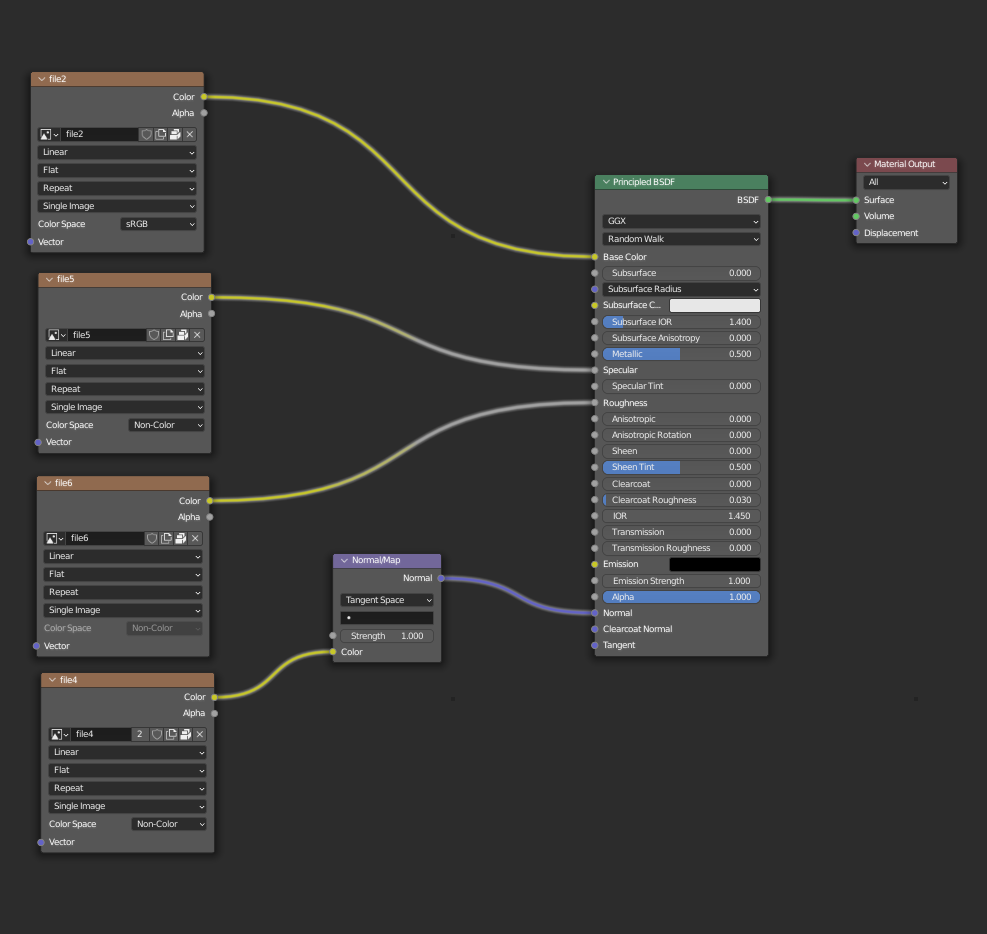 file2
Color
Alpha
file2
Linear
Flat
Repeat
Single Image
Color Space sRGB
Vector
file5
Color
Alpha
file5
Linear
Flat
Repeat
Single Image
Color Space Non-Color
Vector
file6
Color
Alpha
file6
Linear
Flat
Repeat
Single Image
Color Space Non-Color
Vector
file4
Color
Alpha
file4 2
Linear
Flat
Repeat
Single Image
Color Space Non-Color
Vector
Normal/Map
Normal
Tangent Space
Strength 1.000
Color
Principled BSDF
BSDF
GGX
Random Walk
Base Color
Subsurface 0.000
Subsurface Radius
Subsurface C...
Subsurface IOR 1.400
Subsurface Anisotropy 0.000
Metallic 0.500
Specular
Specular Tint 0.000
Roughness
Anisotropic 0.000
Anisotropic Rotation 0.000
Sheen 0.000
Sheen Tint 0.500
Clearcoat 0.000
Clearcoat Roughness 0.030
IOR 1.450
Transmission 0.000
Transmission Roughness 0.000
Emission
Emission Strength 1.000
Alpha 1.000
Normal
Clearcoat Normal
Tangent
Material Output
All
Surface
Volume
Displacement